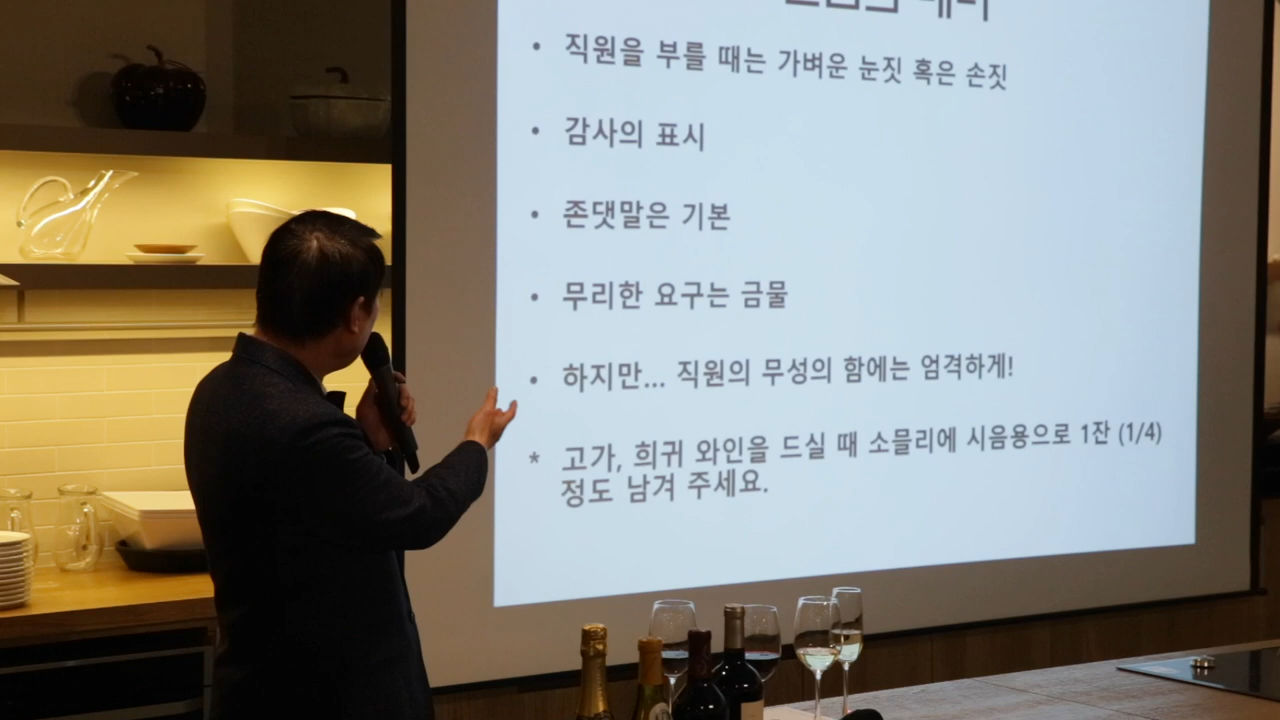 • 직원을 부를 때는 가벼운 눈짓 혹은 손짓
• 감사의 표시
• 존댓말은 기본
• 무리한 요구는 금물
• 하지만... 직원의 무성의 함에는 엄격하게!
* 고가, 희귀 와인을 드실 때 소믈리에 시음용으로 1잔 (1/4)
정도 남겨 주세요.